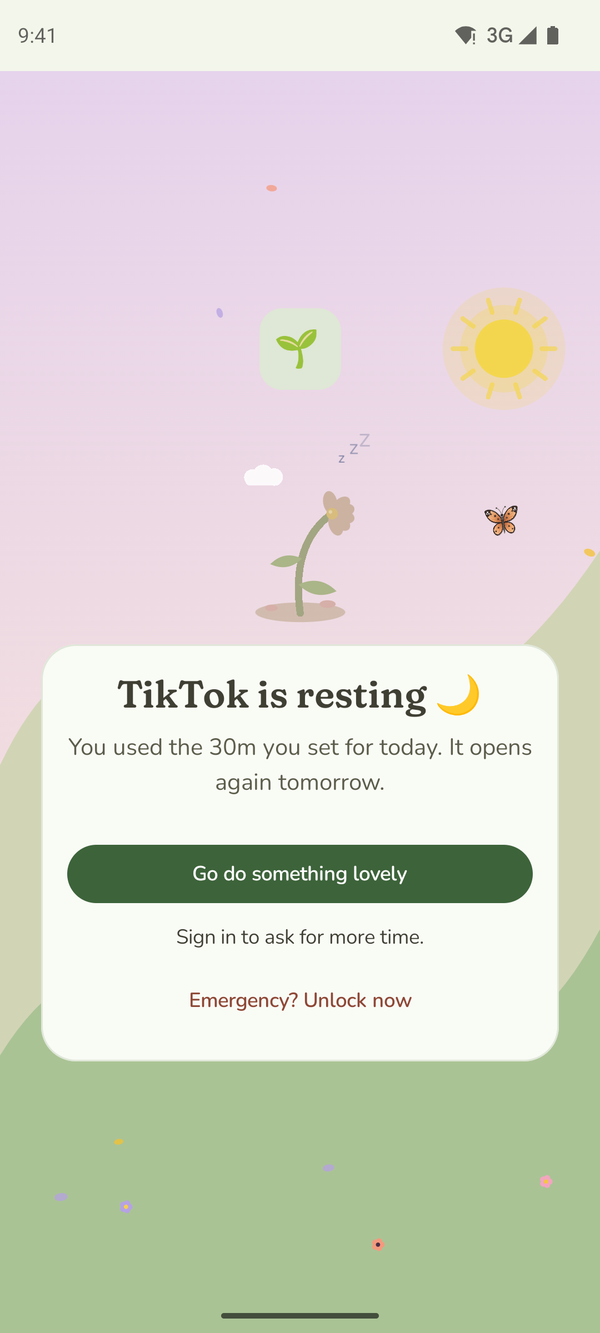 9:41
3G
z z Z
TikTok is resting 🌙
You used the 30m you set for today. It opens
again tomorrow.
Go do something lovely
Sign in to ask for more time.
Emergency? Unlock now